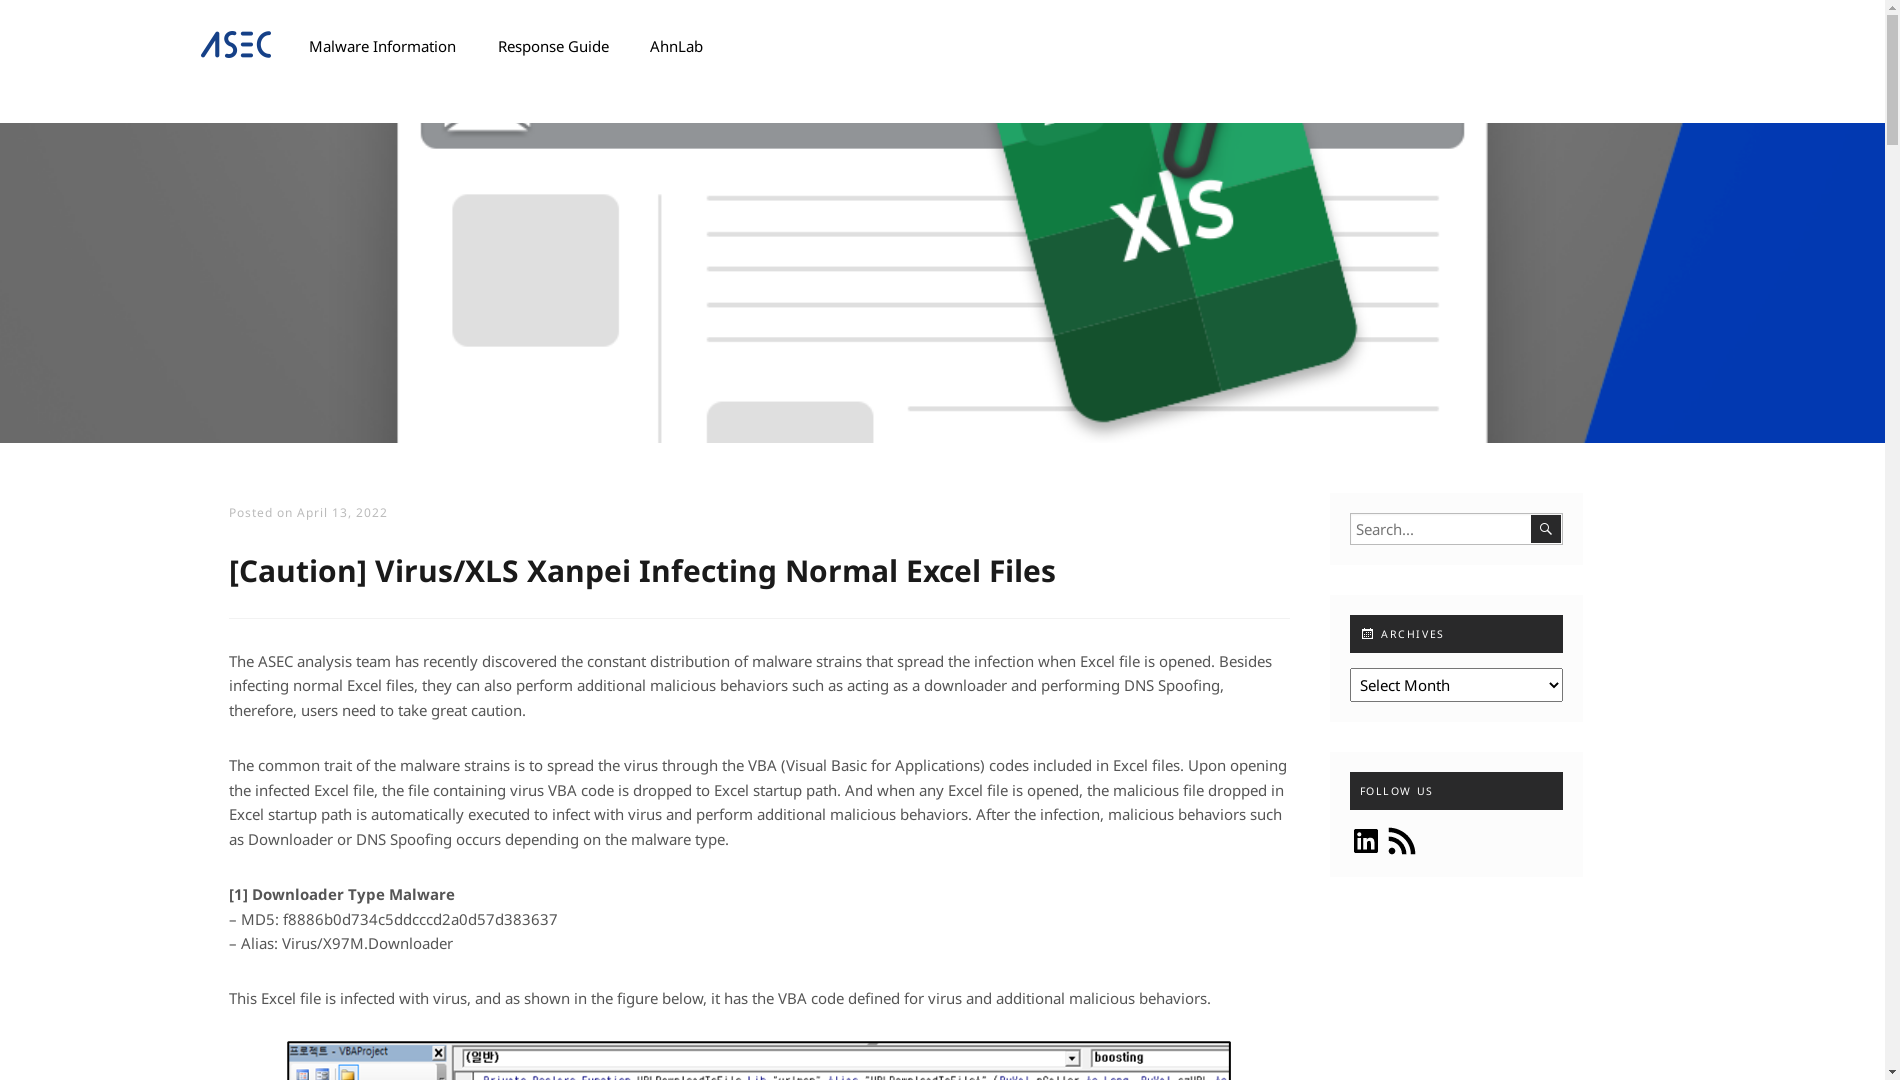 ASEC
Malware Information
Response Guide
AhnLab
xls
Posted on April 13, 2022
[Caution] Virus/XLS Xanpei Infecting Normal Excel Files
The ASEC analysis team has recently discovered the constant distribution of malware strains that spread the infection when Excel file is opened. Besides
infecting normal Excel files, they can also perform additional malicious behaviors such as acting as a downloader and performing DNS Spoofing,
therefore, users need to take great caution.
The common trait of the malware strains is to spread the virus through the VBA (Visual Basic for Applications) codes included in Excel files. Upon opening
the infected Excel file, the file containing virus VBA code is dropped to Excel startup path. And when any Excel file is opened, the malicious file dropped in
Excel startup path is automatically executed to infect with virus and perform additional malicious behaviors. After the infection, malicious behaviors such
as Downloader or DNS Spoofing occurs depending on the malware type.
[1] Downloader Type Malware
– MD5: f8886b0d734c5ddcccd2a0d57d383637
– Alias: Virus/X97M.Downloader
This Excel file is infected with virus, and as shown in the figure below, it has the VBA code defined for virus and additional malicious behaviors.
프로젝트 - VBAProject
(일반)
boosting
Search...
ARCHIVES
Select Month
FOLLOW US
in